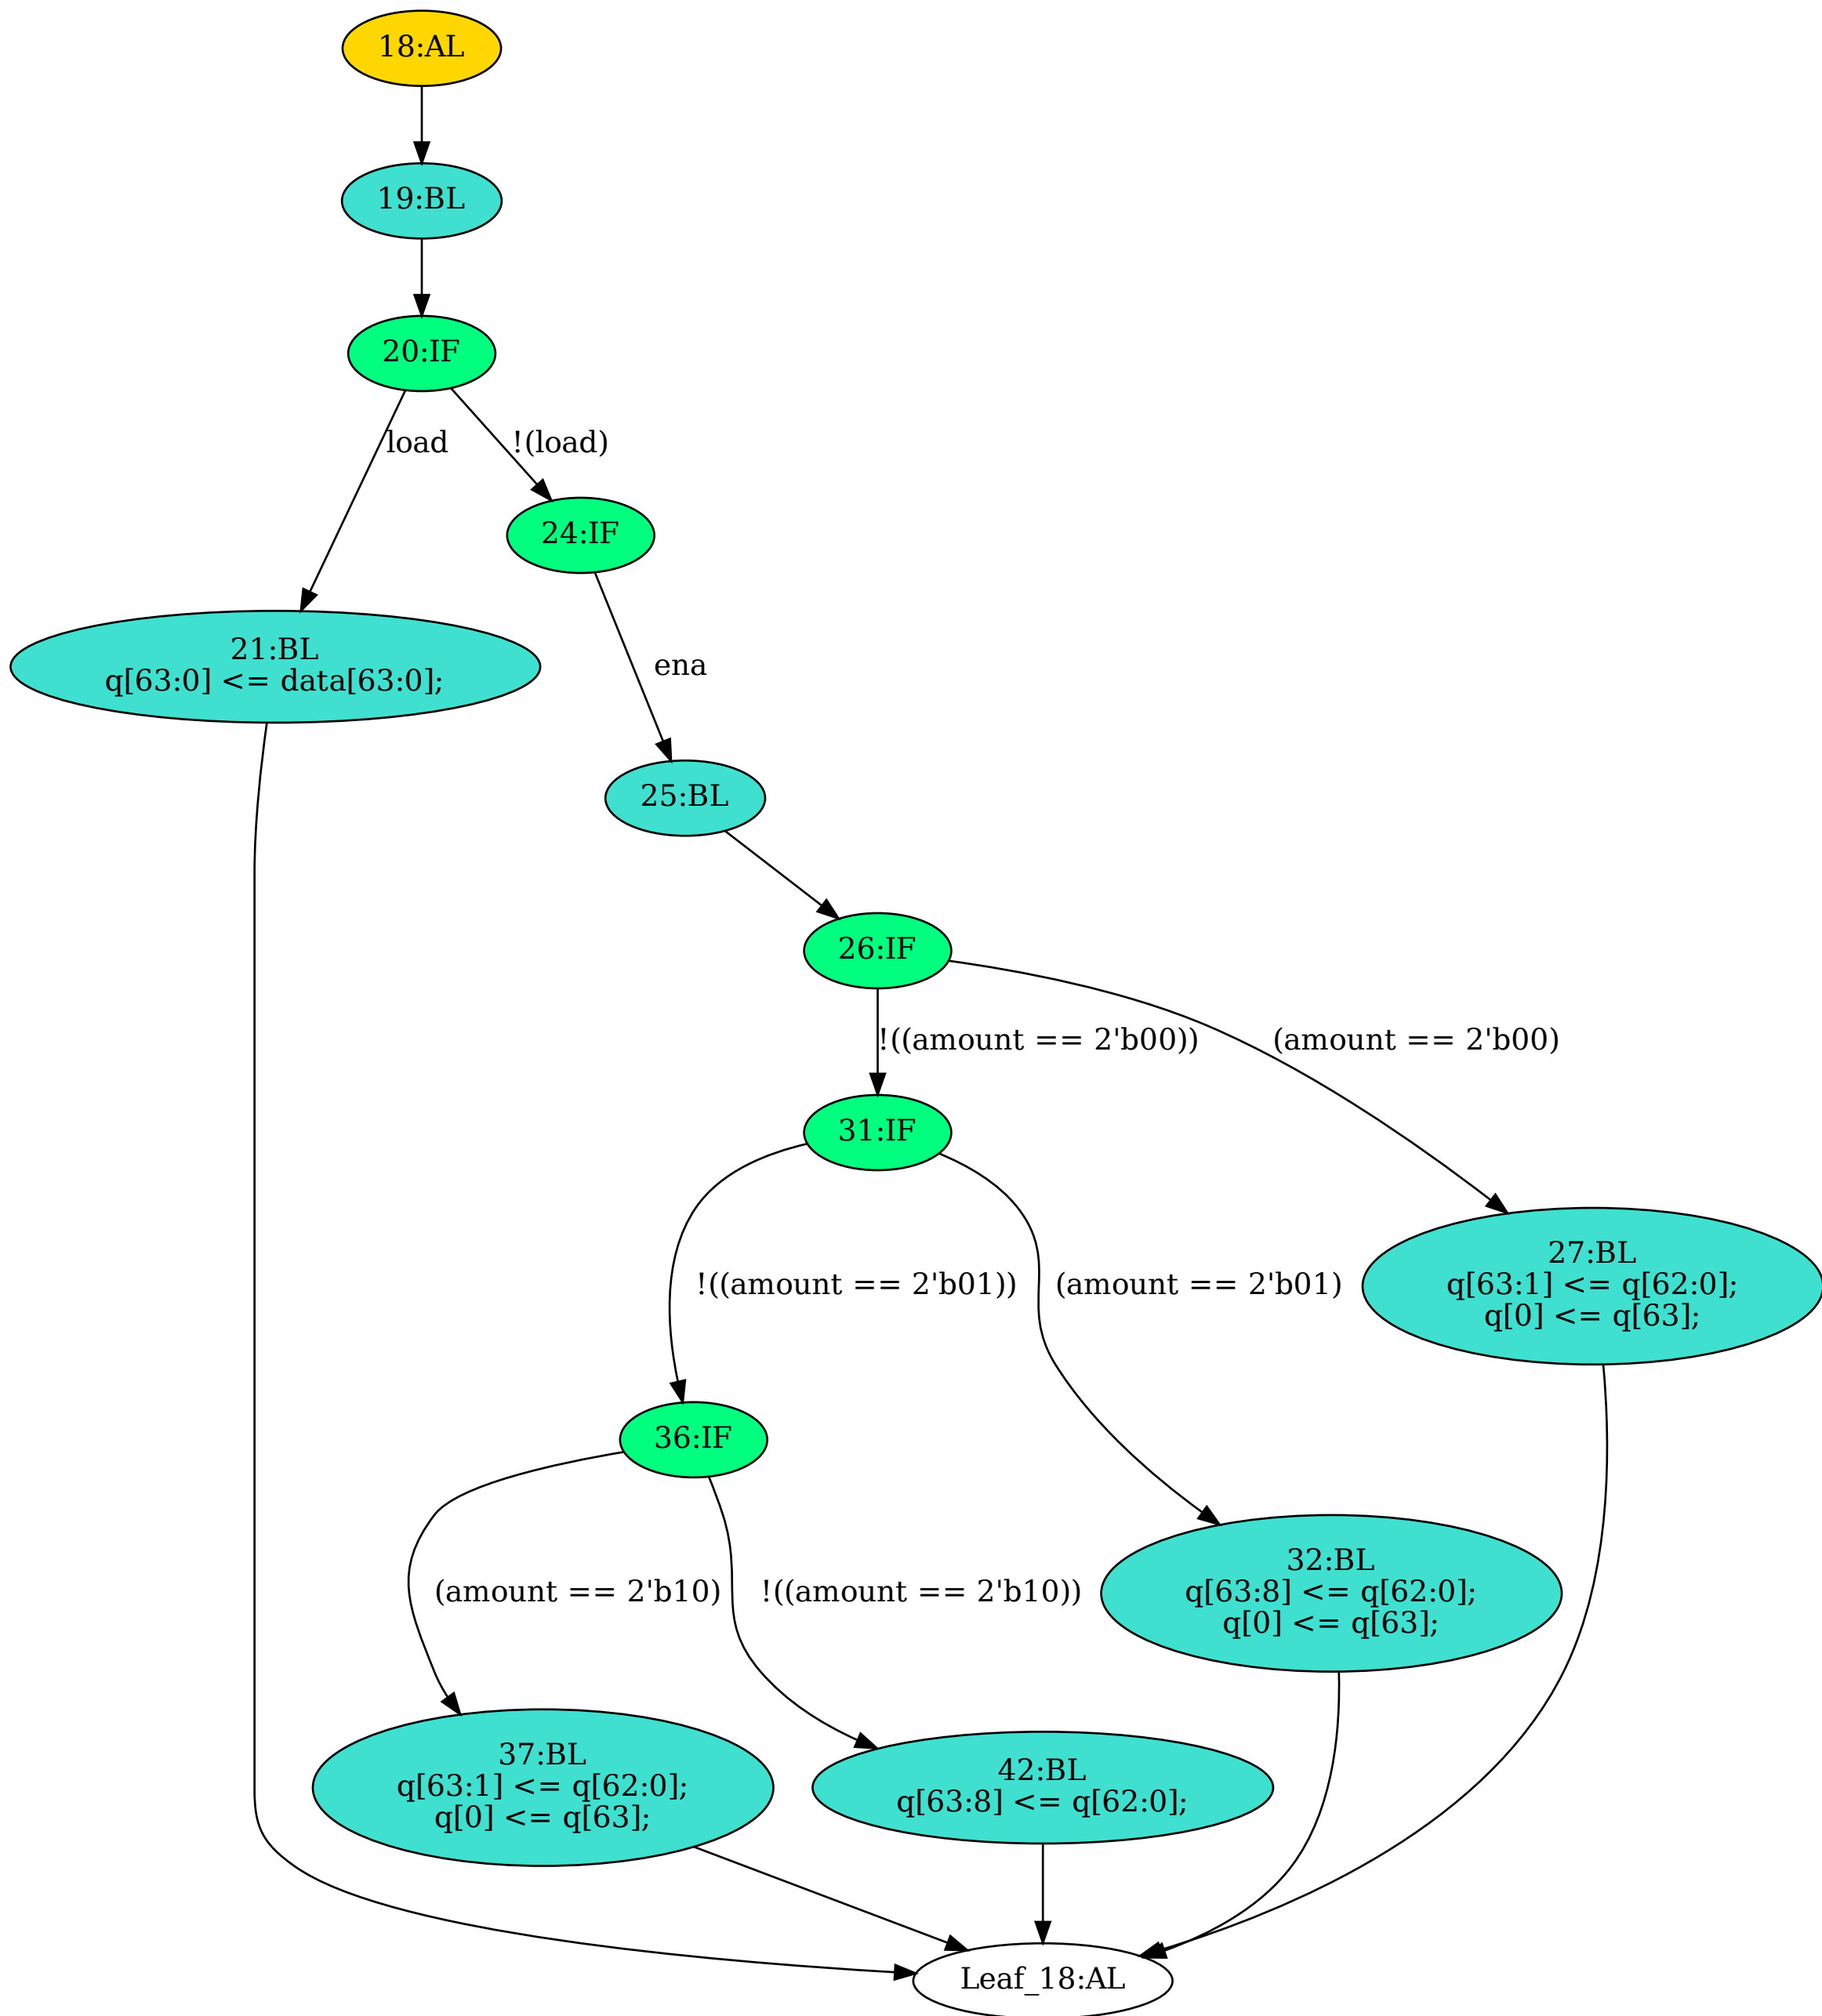 18:AL
19:BL
20:IF
load
!(load)
24:IF
21:BL
q[63:0] <= data[63:0];
ena
25:BL
26:IF
!((amount == 2'b00))
(amount == 2'b00)
31:IF
27:BL
q[63:1] <= q[62:0];
q[0] <= q[63];
!((amount == 2'b01))
(amount == 2'b01)
36:IF
32:BL
q[63:8] <= q[62:0];
q[0] <= q[63];
(amount == 2'b10)
!((amount == 2'b10))
37:BL
q[63:1] <= q[62:0];
q[0] <= q[63];
42:BL
q[63:8] <= q[62:0];
Leaf_18:AL